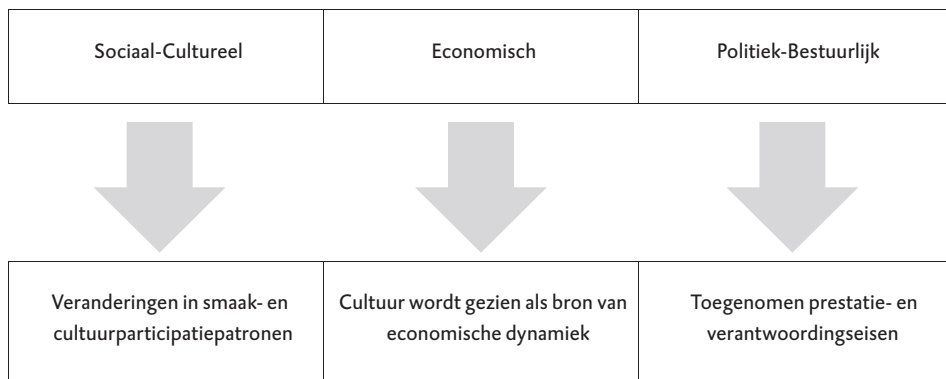 Sociaal-Cultureel
Economisch
Politiek-Bestuurlijk
Veranderingen in smaak- en
cultuurparticipatiepatronen
Cultuur wordt gezien als bron van
economische dynamiek
Toegenomen prestatie- en
verantwoordingseisen